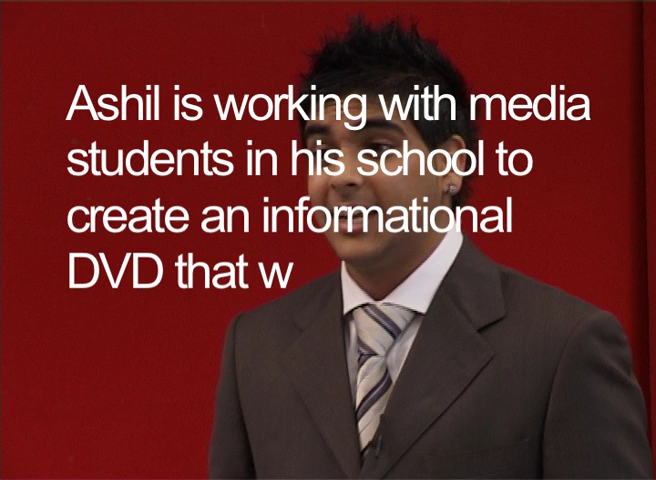 Ashil is working with media
students in his school to
create an informational
DVD that w